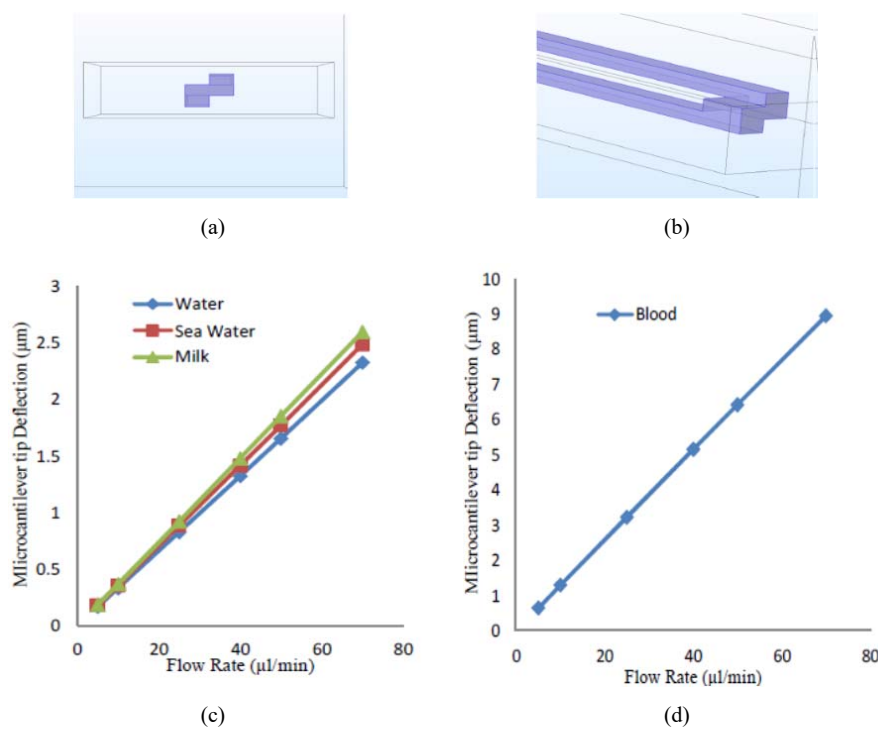 (a)
(b)
MIicrocantilever tip Deflection (µm)
3
2.5
2
1.5
1
0.5
0
Water
Sea Water
Milk
0
20
40
60
80
Flow Rate (µl/min)
(c)
MIicrocantilever tip Deflection (µm)
10
9
8
7
6
5
4
3
2
1
0
Blood
0
20
40
60
80
Flow Rate (µl/min)
(d)